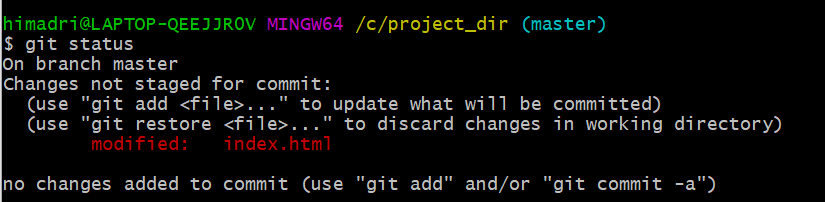 himadri@LAPTOP-QEEJJR0V MINGW64 /c/project_dir (master)
$ git status
On branch master
Changes not staged for commit:
  (use "git add <file>..." to update what will be committed)
  (use "git restore <file>..." to discard changes in working directory)
        modified:   index.html

no changes added to commit (use "git add" and/or "git commit -a")